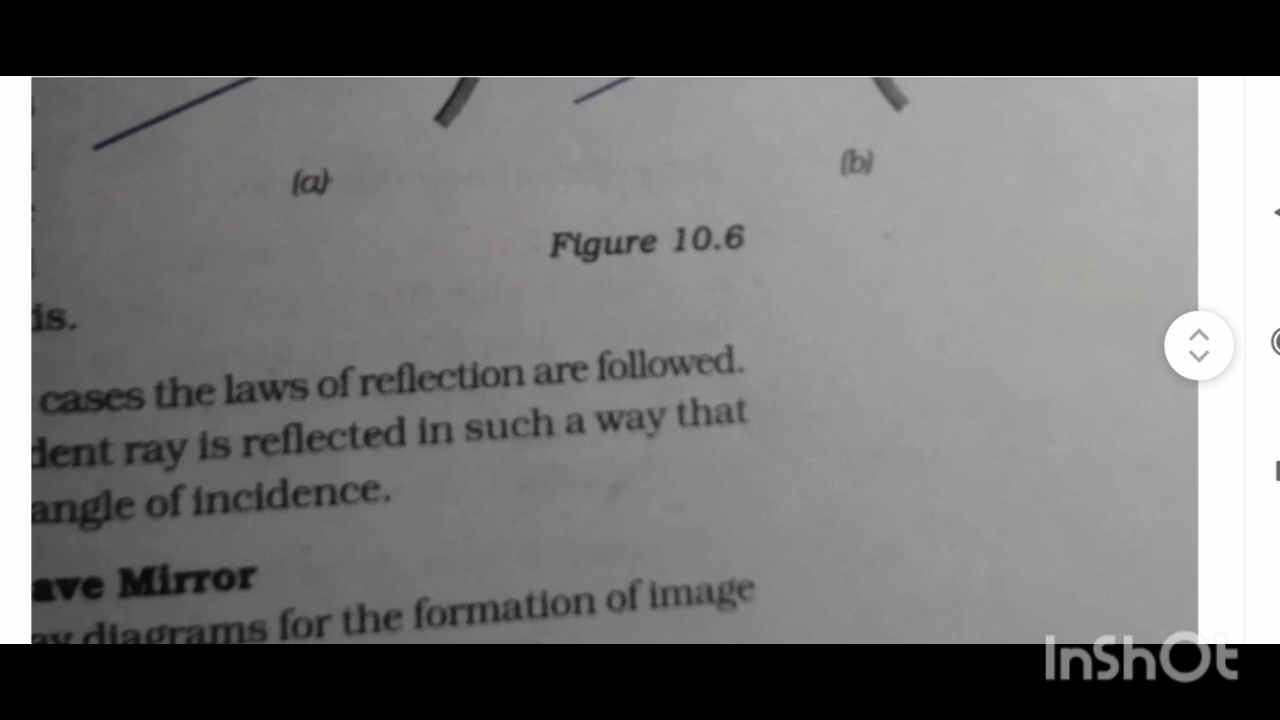 (a)
(b)
Figure 10.6
is.
cases the laws of reflection are followed.
dent ray is reflected in such a way that
angle of incidence.
ave Mirror
ay diagrams for the formation of image
InShOt